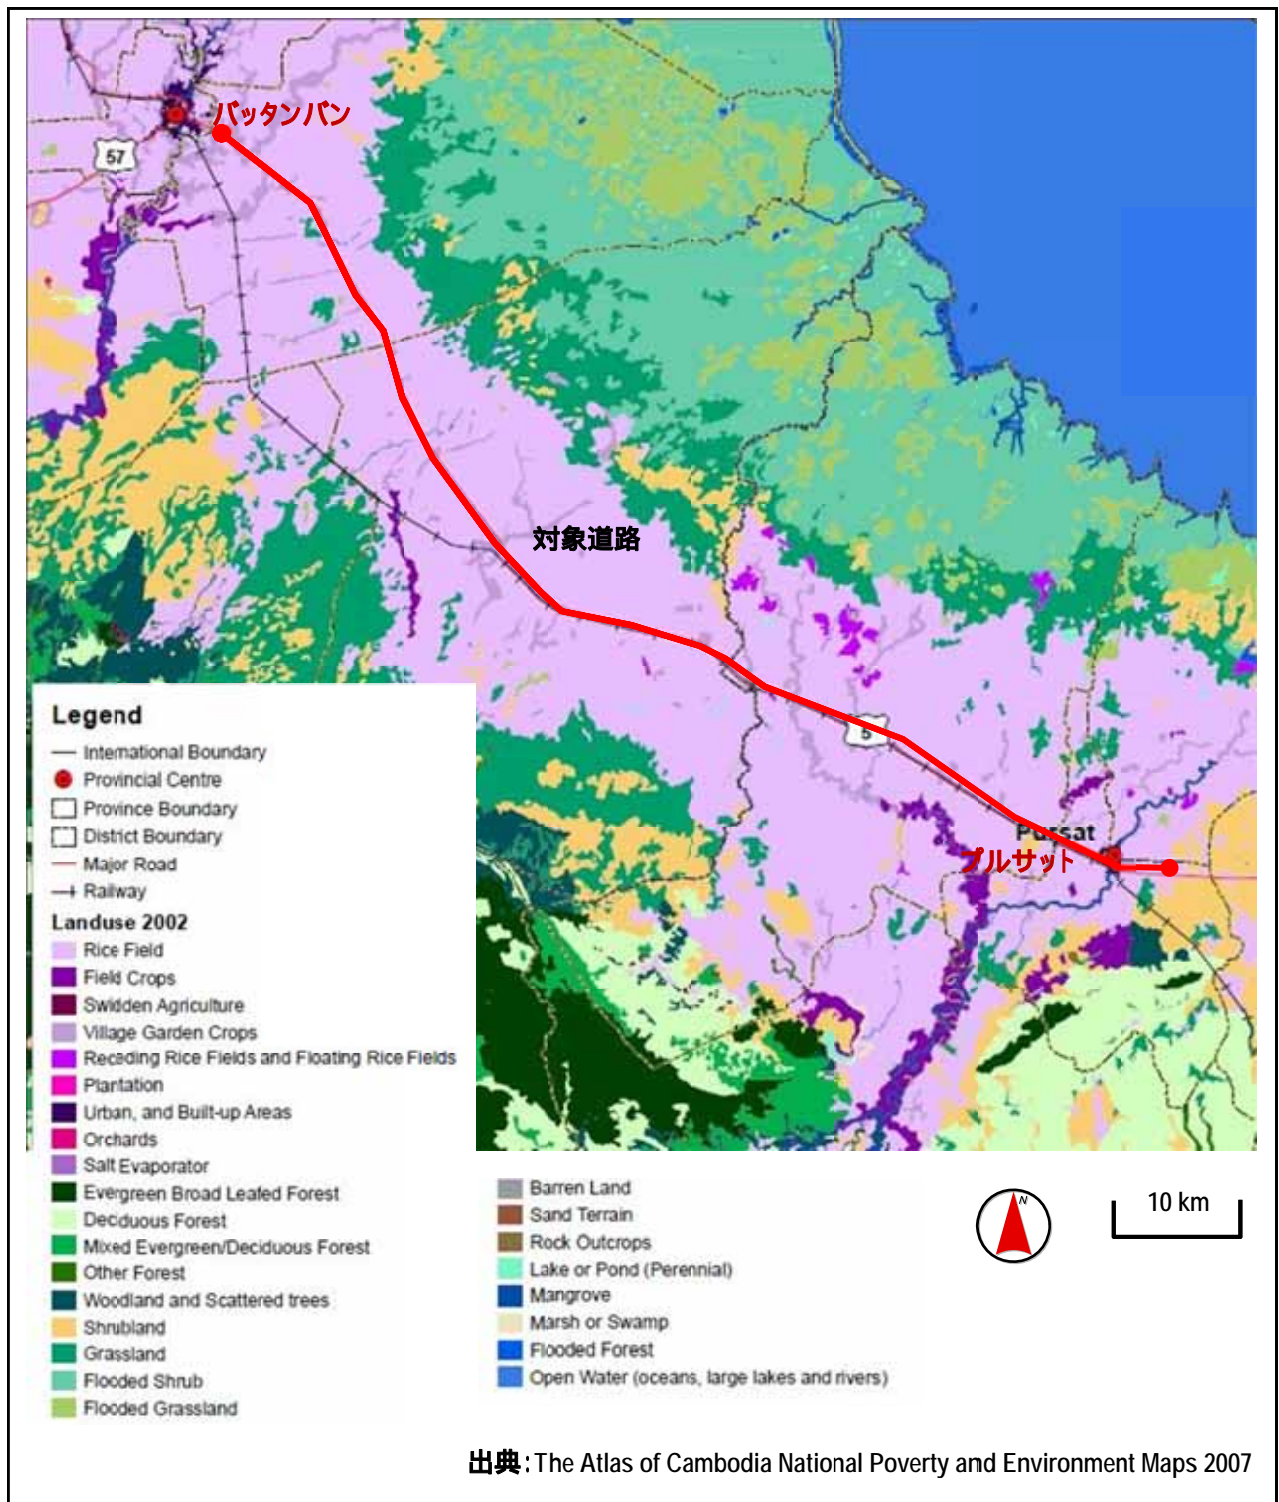 バッタンバン
57
対象道路
5
Pursat
プルサット
Legend
International Boundary
Provincial Centre
Province Boundary
District Boundary
Major Road
Railway
Landuse 2002
Rice Field
Field Crops
Swidden Agriculture
Village Garden Crops
Receding Rice Fields and Floating Rice Fields
Plantation
Urban, and Built-up Areas
Orchards
Salt Evaporator
Evergreen Broad Leafed Forest
Deciduous Forest
Mixed Evergreen/Deciduous Forest
Other Forest
Woodland and Scattered trees
Shrubland
Grassland
Flooded Shrub
Flooded Grassland
Barren Land
Sand Terrain
Rock Outcrops
Lake or Pond (Perennial)
Mangrove
Marsh or Swamp
Flooded Forest
Open Water (oceans, large lakes and rivers)
N
10 km
出典:The Atlas of Cambodia National Poverty and Environment Maps 2007